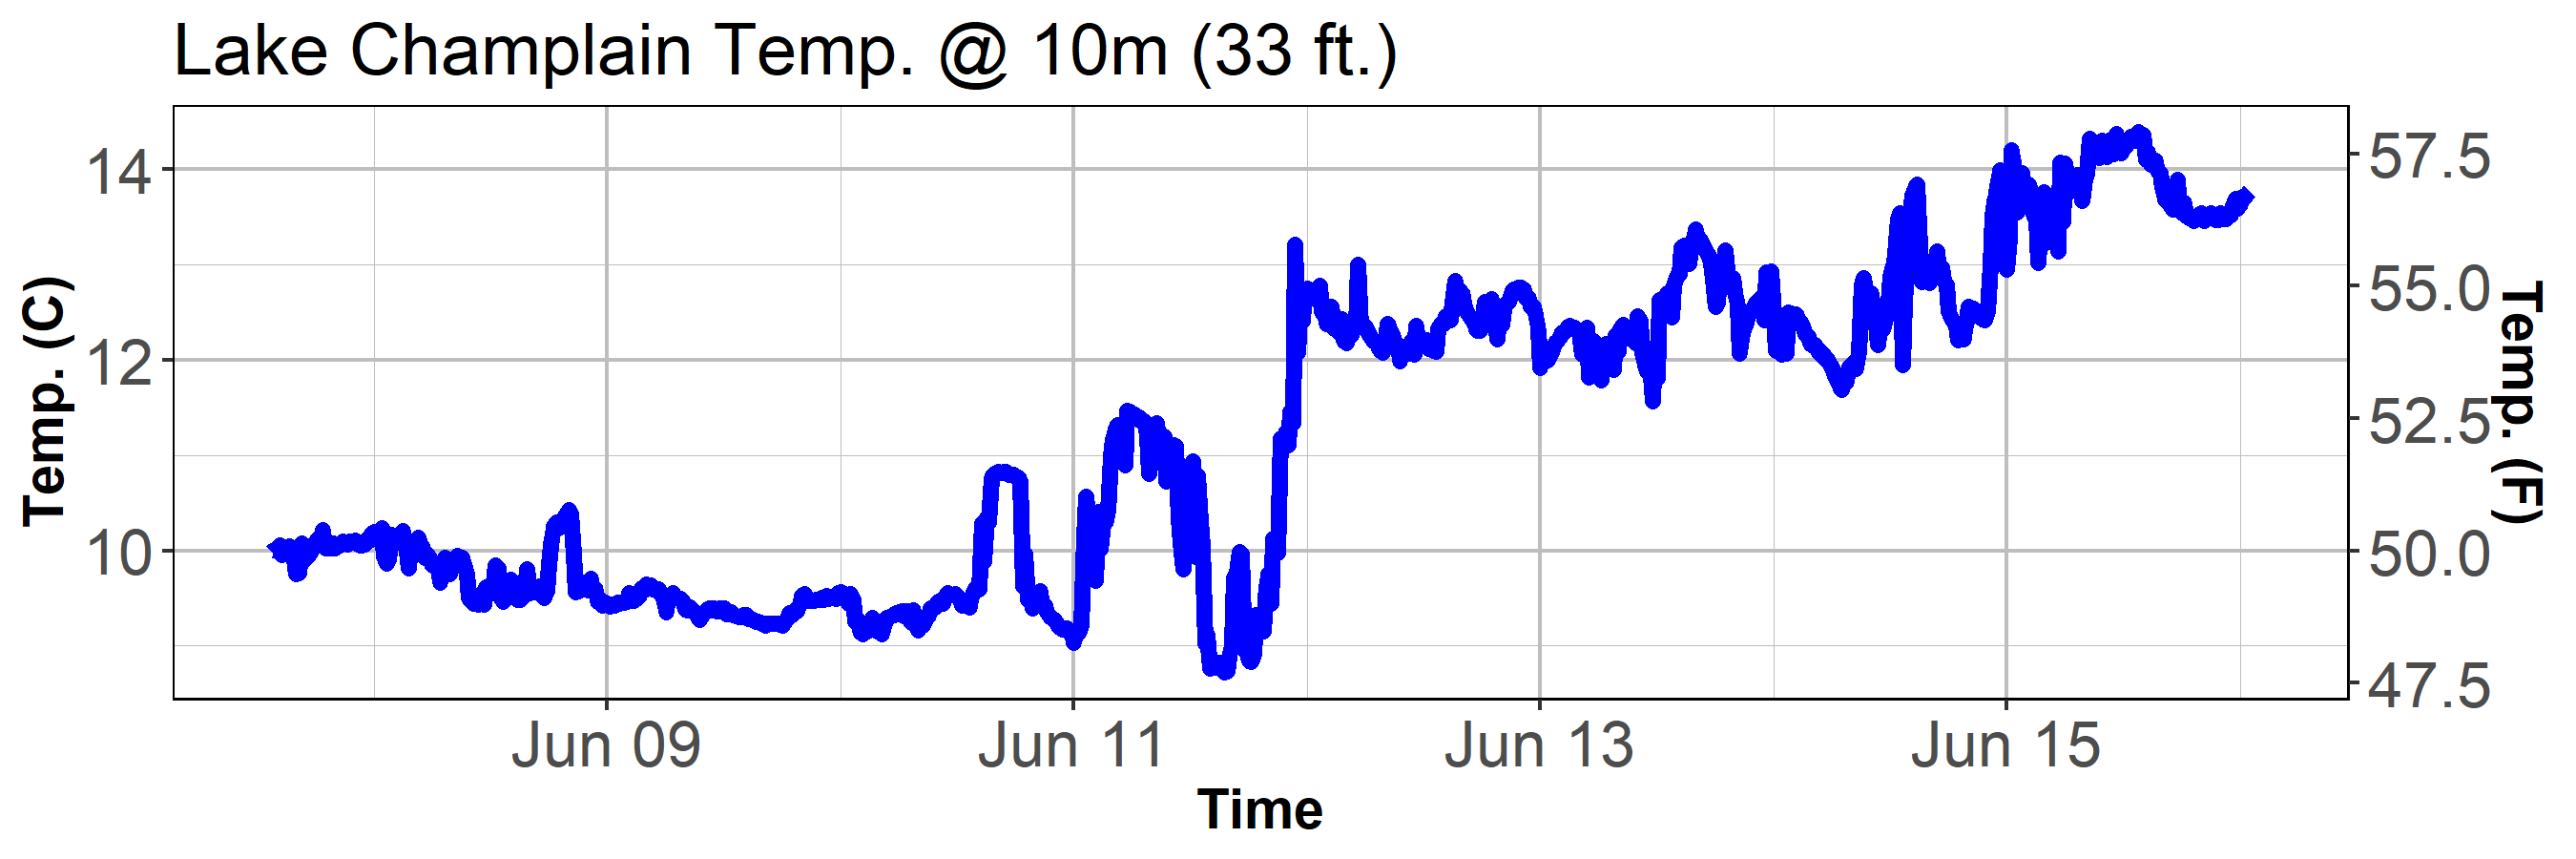 Lake Champlain Temp. @ 10m (33 ft.)
Temp. (C)
14
12
10
57.5
55.0
52.5
50.0
47.5
Temp. (F)
Jun 09
Jun 11
Jun 13
Jun 15
Time